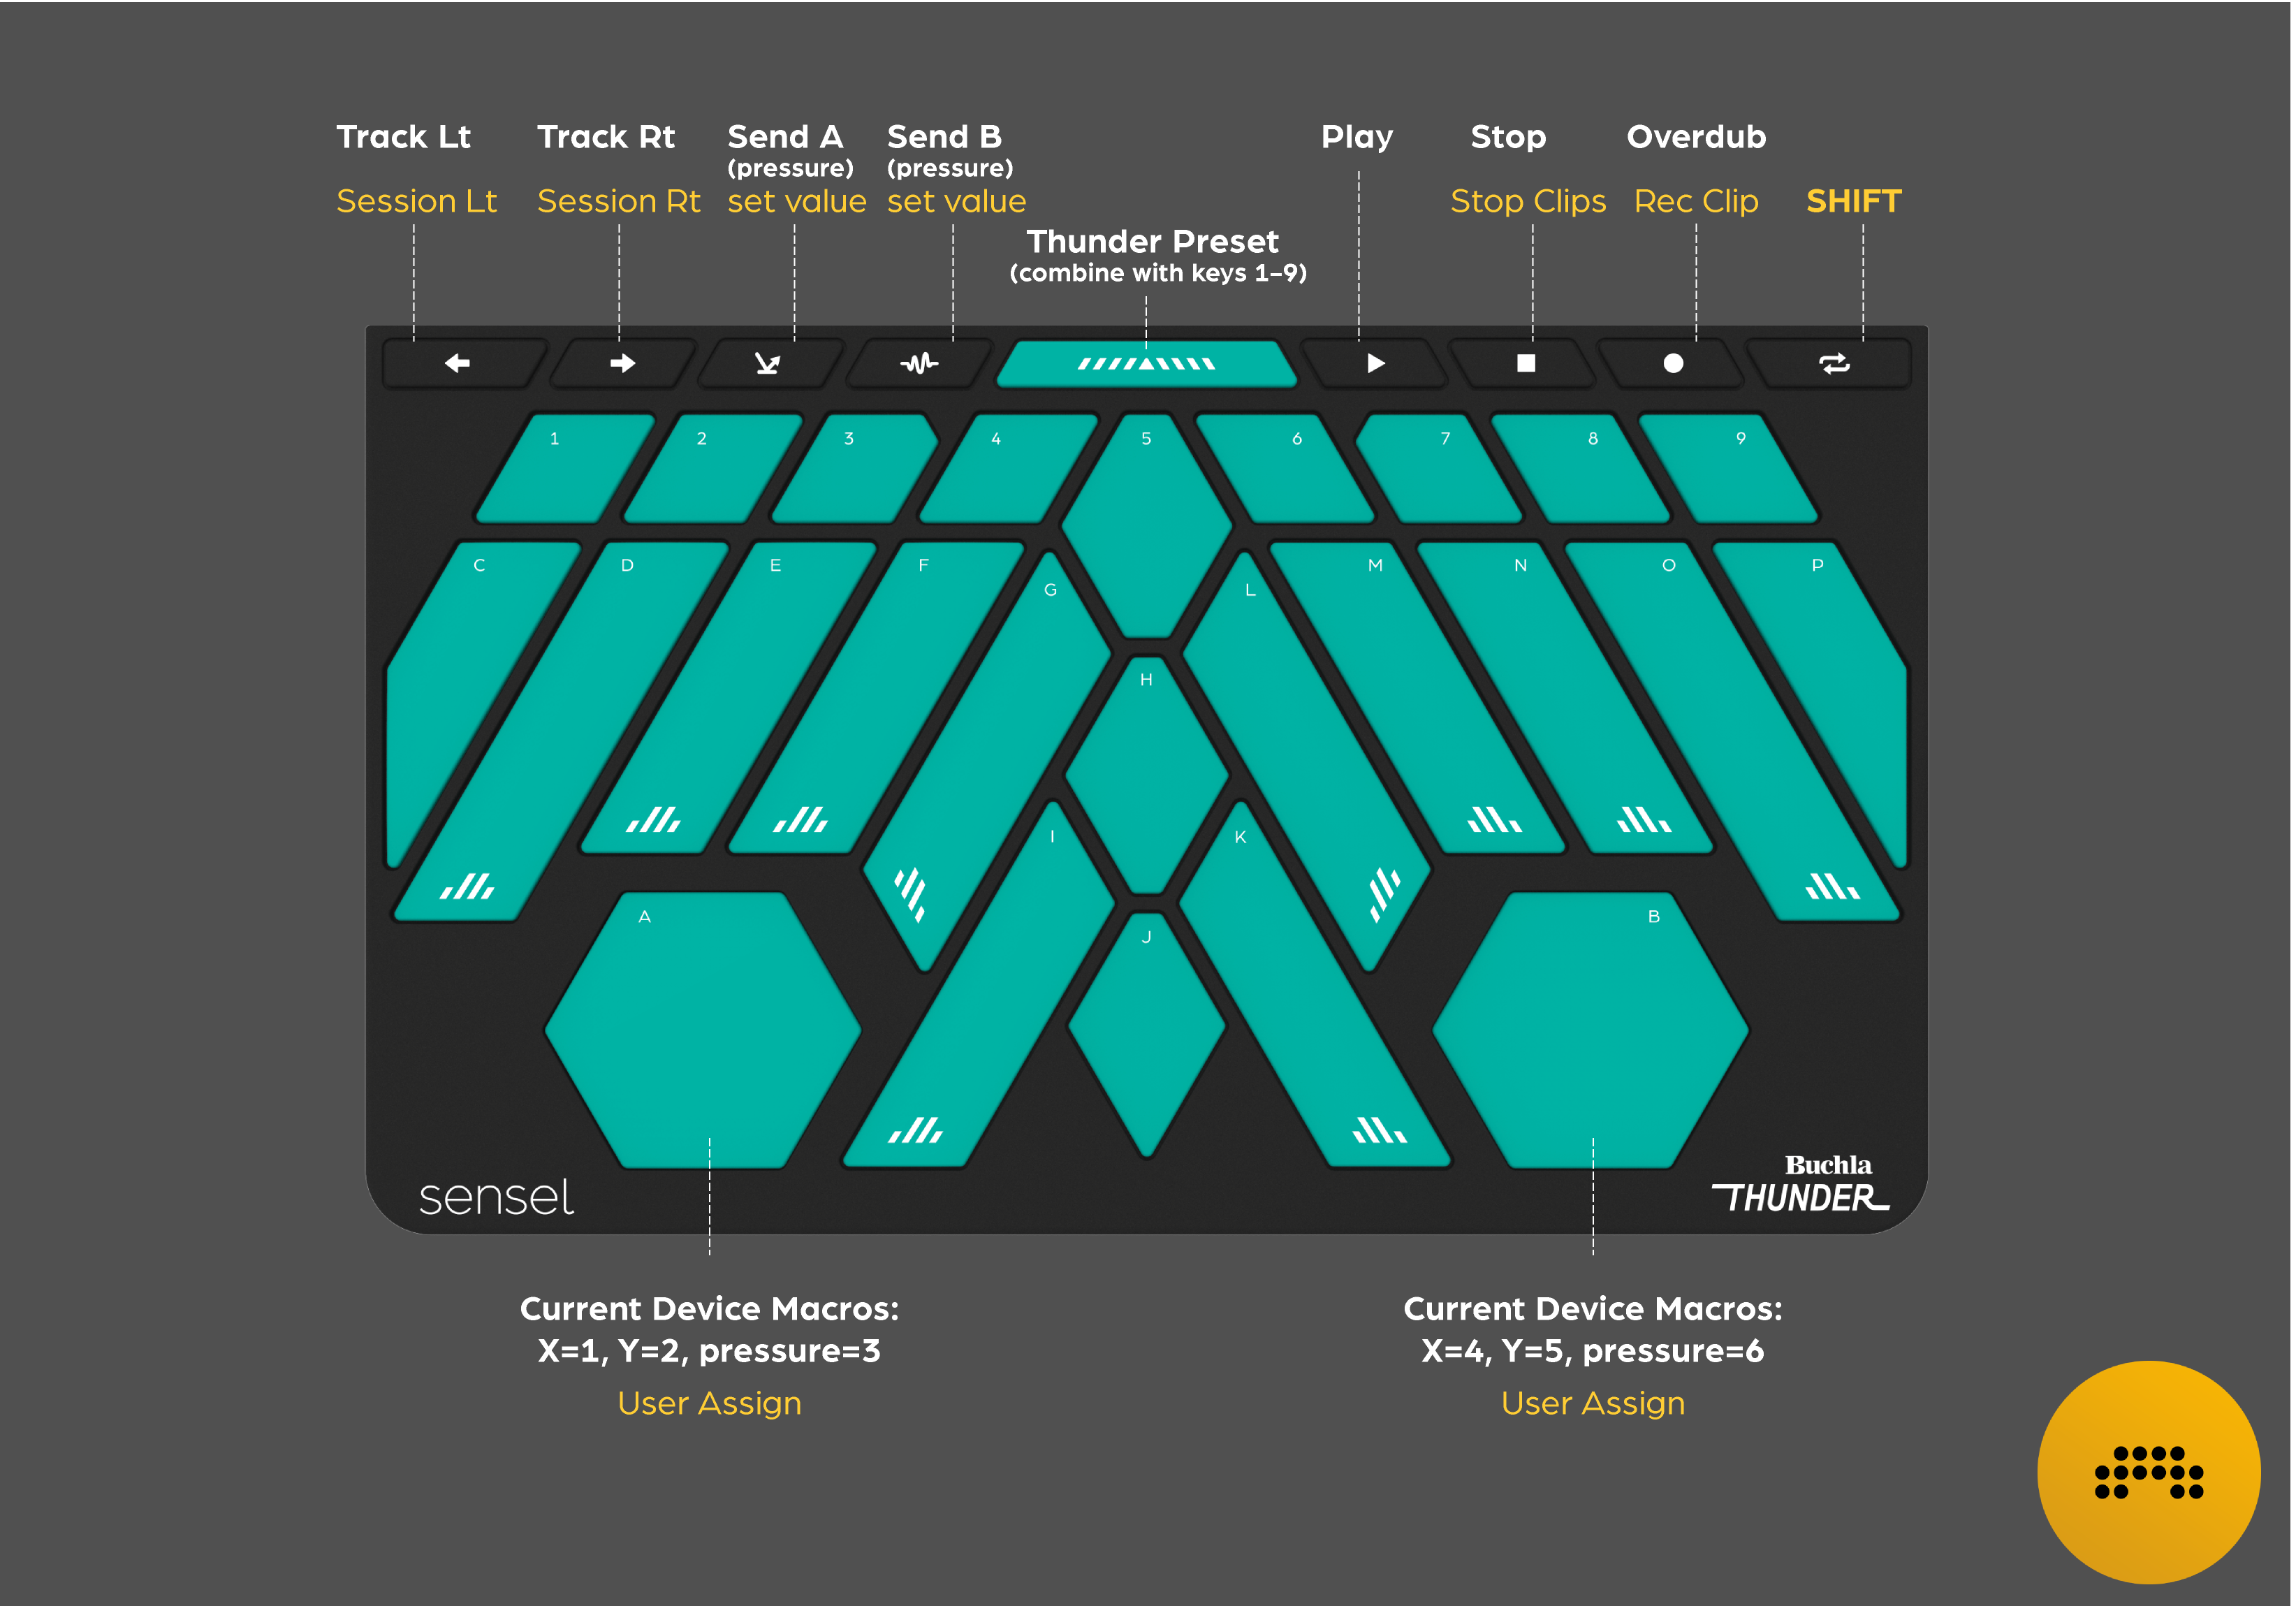 Track Lt
Session Lt
Track Rt
Session Rt
Send A
(pressure)
set value
Send B
(pressure)
set value
Thunder Preset
(combine with keys 1-9)
Play
Stop
Stop Clips
Overdub
Rec Clip
SHIFT
1 2 3 4 5 6 7 8 9
C D E F G L M N O P
H
I K
A J B
sensel
Buchla
THUNDER
Current Device Macros:
X=1, Y=2, pressure=3
User Assign
Current Device Macros:
X=4, Y=5, pressure=6
User Assign